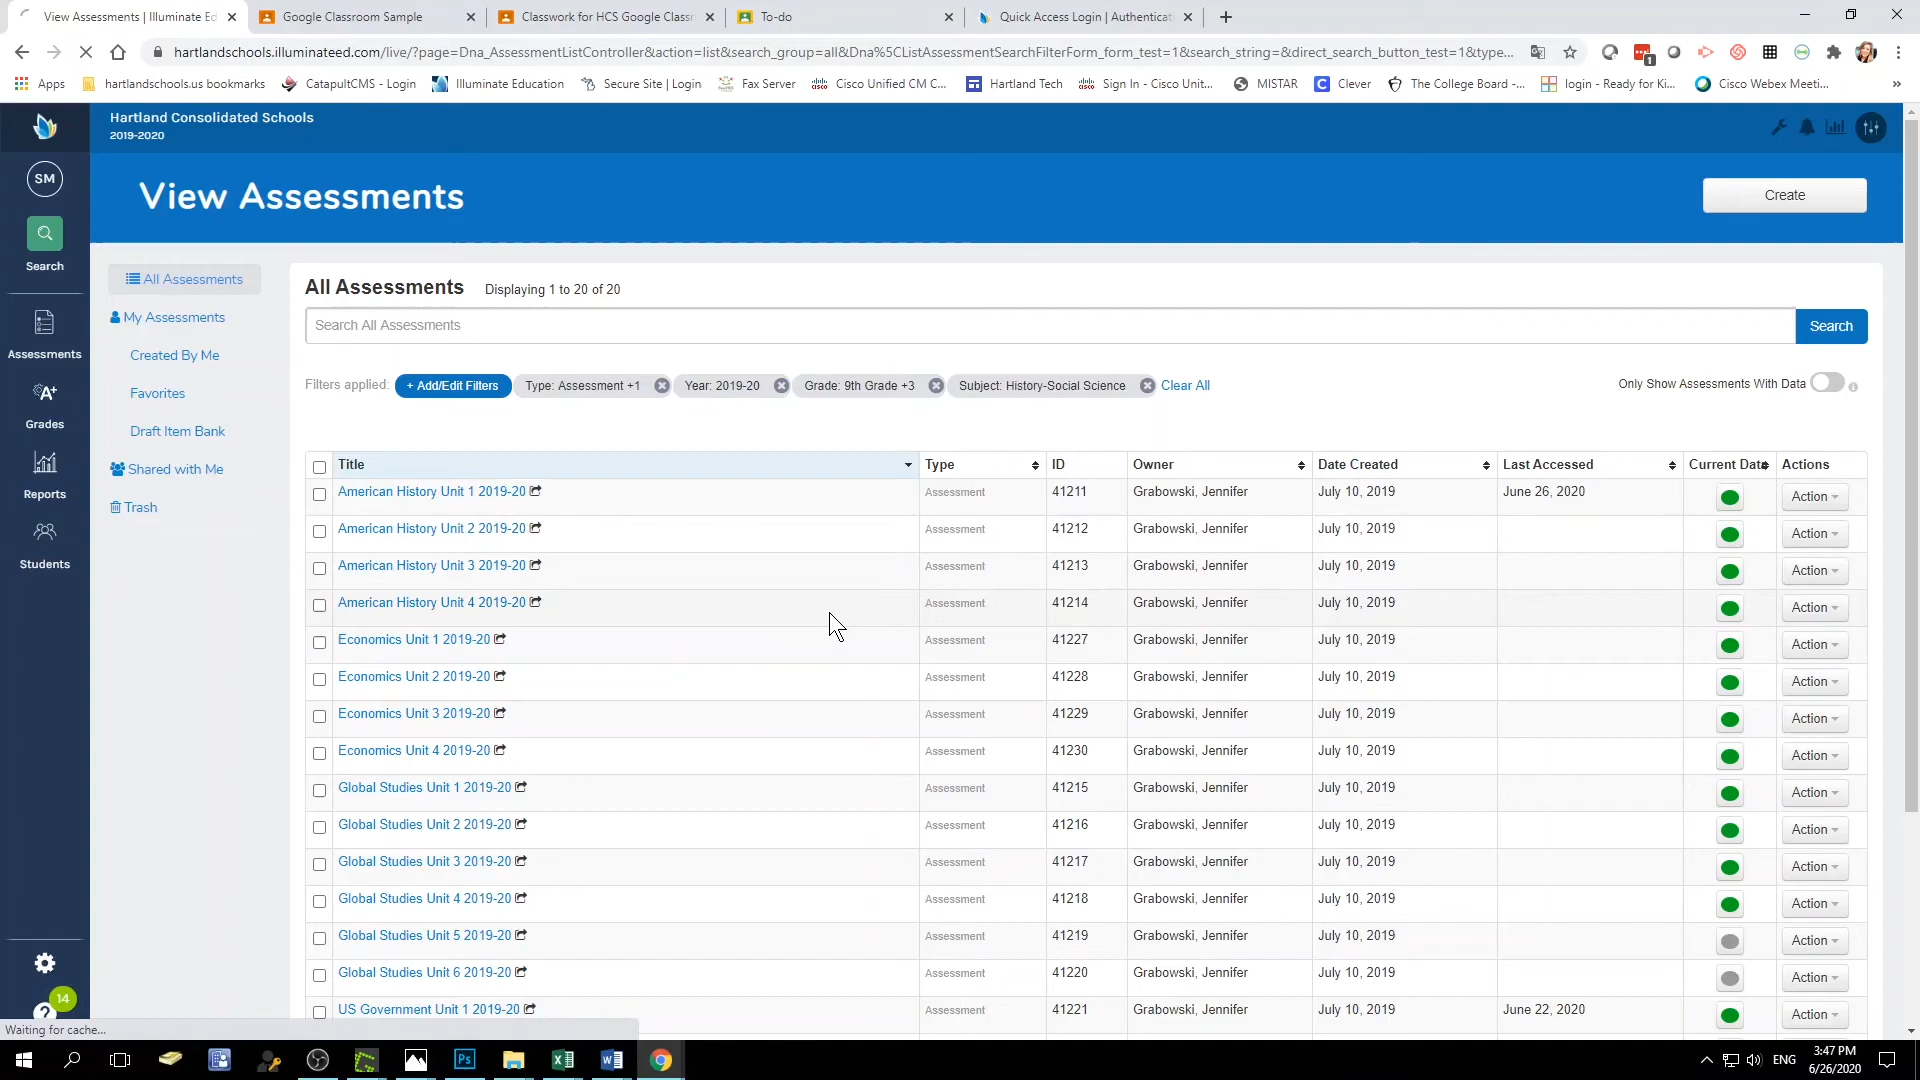 View Assessments | Illuminate Ed
Google Classroom Sample
Classwork for HCS Google Classr
To-do
Quick Access Login | Authenticat
hartlandschools.illuminateed.com/live/?page=Dna_AssessmentListController&action=list&search_group=all&Dna%5CListAssessmentSearchFilterForm_form_test=1&search_string=&direct_search_button_test=1&type...
1
Apps
hartlandschools.us bookmarks
CatapultCMS - Login
Illuminate Education
Secure Site | Login
Fax Server
Cisco Unified CM C...
Hartland Tech
Sign In - Cisco Unit...
MISTAR
Clever
The College Board -...
login - Ready for Ki...
Cisco Webex Meeti...
»
Hartland Consolidated Schools
2019-2020
SM
Search
Assessments
A+
Grades
Reports
Students
14
?
View Assessments
Create
All Assessments
My Assessments
Created By Me
Favorites
Draft Item Bank
Shared with Me
Trash
All Assessments Displaying 1 to 20 of 20
Search All Assessments
Search
Filters applied: + Add/Edit Filters Type: Assessment +1 Year: 2019-20 Grade: 9th Grade +3 Subject: History-Social Science Clear All
Only Show Assessments With Data
Title Type ID Owner Date Created Last Accessed Current Data Actions
American History Unit 1 2019-20 Assessment 41211 Grabowski, Jennifer July 10, 2019 June 26, 2020 Action
American History Unit 2 2019-20 Assessment 41212 Grabowski, Jennifer July 10, 2019 Action
American History Unit 3 2019-20 Assessment 41213 Grabowski, Jennifer July 10, 2019 Action
American History Unit 4 2019-20 Assessment 41214 Grabowski, Jennifer July 10, 2019 Action
Economics Unit 1 2019-20 Assessment 41227 Grabowski, Jennifer July 10, 2019 Action
Economics Unit 2 2019-20 Assessment 41228 Grabowski, Jennifer July 10, 2019 Action
Economics Unit 3 2019-20 Assessment 41229 Grabowski, Jennifer July 10, 2019 Action
Economics Unit 4 2019-20 Assessment 41230 Grabowski, Jennifer July 10, 2019 Action
Global Studies Unit 1 2019-20 Assessment 41215 Grabowski, Jennifer July 10, 2019 Action
Global Studies Unit 2 2019-20 Assessment 41216 Grabowski, Jennifer July 10, 2019 Action
Global Studies Unit 3 2019-20 Assessment 41217 Grabowski, Jennifer July 10, 2019 Action
Global Studies Unit 4 2019-20 Assessment 41218 Grabowski, Jennifer July 10, 2019 Action
Global Studies Unit 5 2019-20 Assessment 41219 Grabowski, Jennifer July 10, 2019 Action
Global Studies Unit 6 2019-20 Assessment 41220 Grabowski, Jennifer July 10, 2019 Action
US Government Unit 1 2019-20 Assessment 41221 Grabowski, Jennifer July 10, 2019 June 22, 2020 Action
Waiting for cache...
Ps
ENG
3:47 PM
6/26/2020